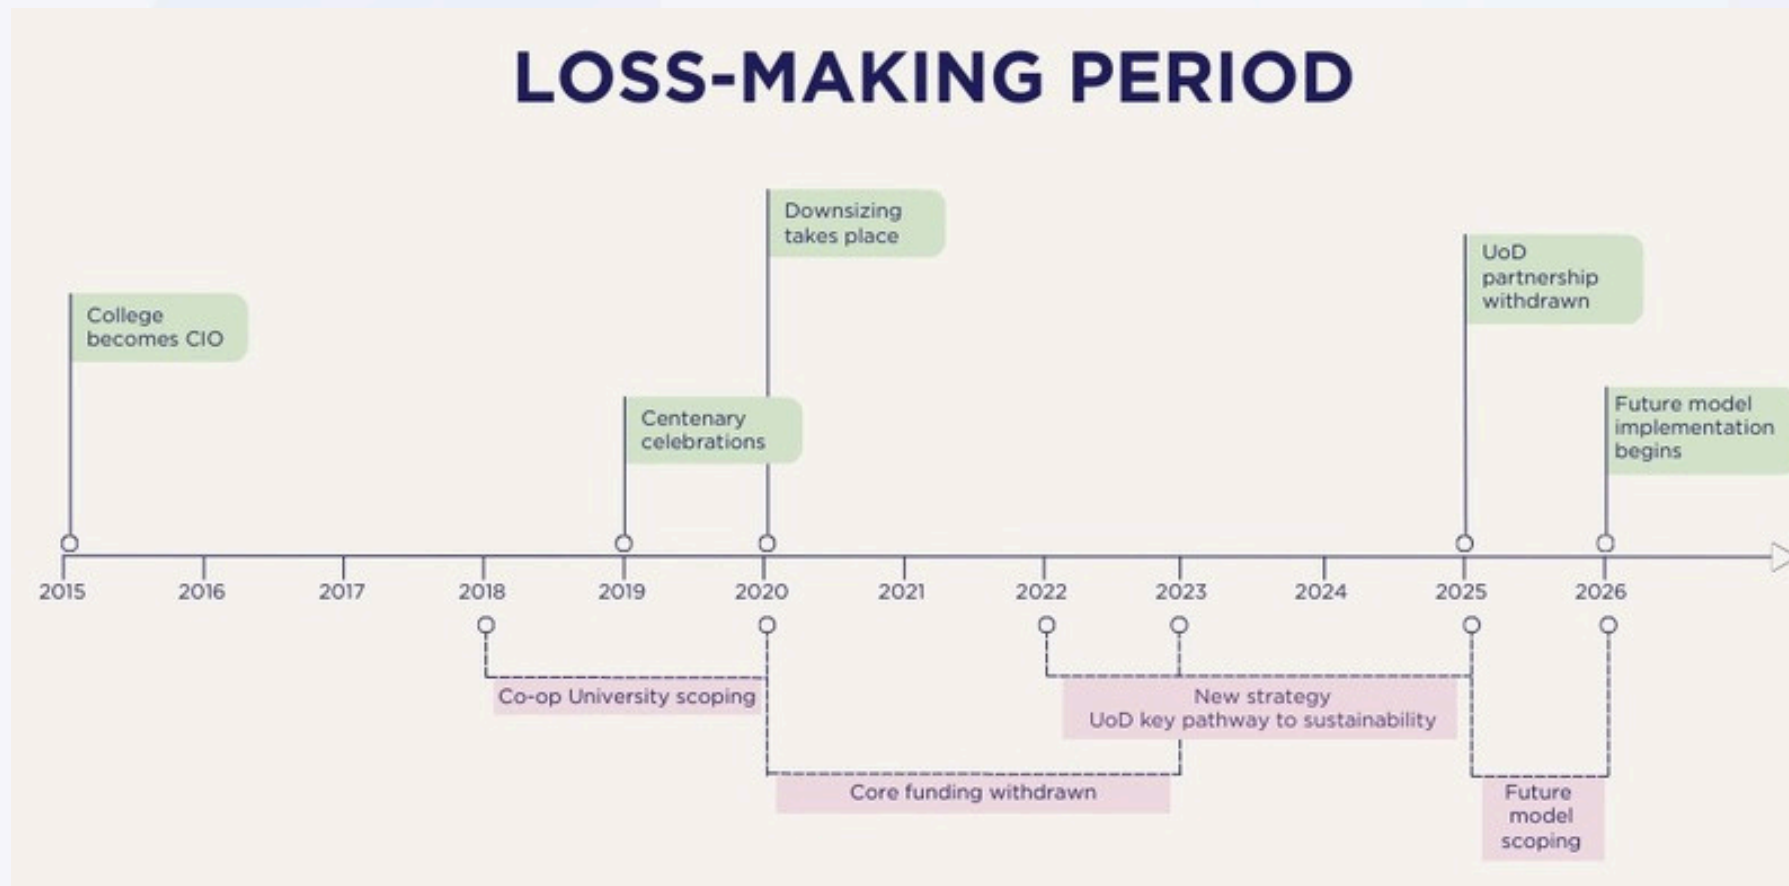 LOSS-MAKING PERIOD
Downsizing
takes place
UoD
partnership
withdrawn
College
becomes CIO
Centenary
celebrations
Future model
implementation
begins
2015 2016 2017 2018 2019 2020 2021 2022 2023 2024 2025 2026
Co-op University scoping
New strategy
UoD key pathway to sustainability
Core funding withdrawn
Future
model
scoping